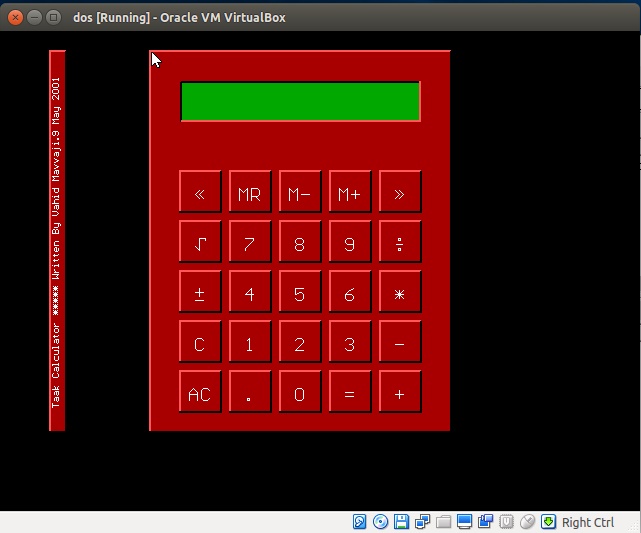 dos [Running] - Oracle VM VirtualBox
Taak Calculator ***** Written By Vahid Mavvaji.9 May 2001
« MR M- M+ »
√ 7 8 9 ÷
± 4 5 6 *
C 1 2 3 -
AC . 0 = +
Right Ctrl